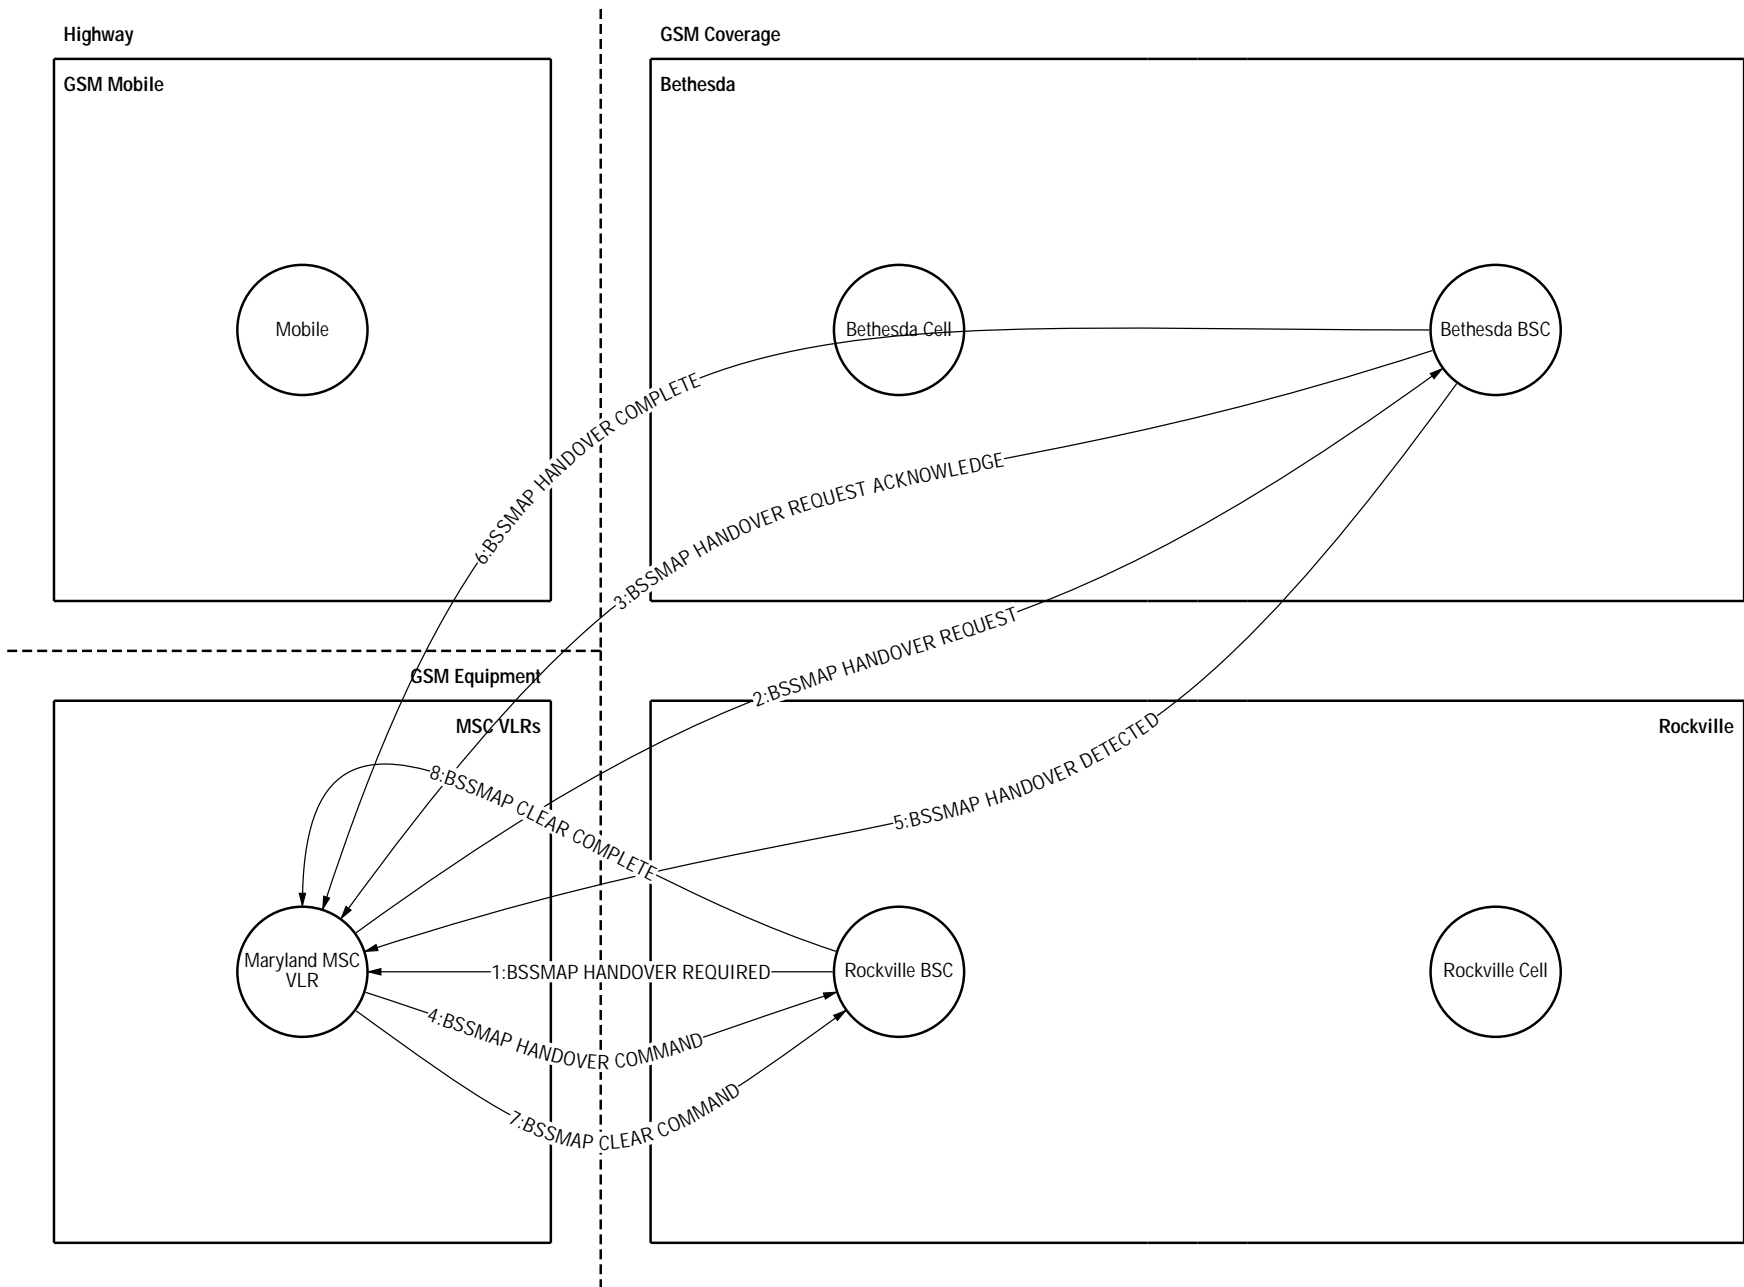 Highway
GSM Coverage
GSM Mobile
Bethesda
Mobile
Bethesda Cell
Bethesda BSC
6:BSSMAP HANDOVER COMPLETE
3:BSSMAP HANDOVER REQUEST ACKNOWLEDGE
2:BSSMAP HANDOVER REQUEST
GSM Equipment
MSC VLRs
Rockville
5:BSSMAP HANDOVER DETECTED
8:BSSMAP CLEAR COMPLETE
Maryland MSC
VLR
1:BSSMAP HANDOVER REQUIRED
Rockville BSC
Rockville Cell
4:BSSMAP HANDOVER COMMAND
7:BSSMAP CLEAR COMMAND